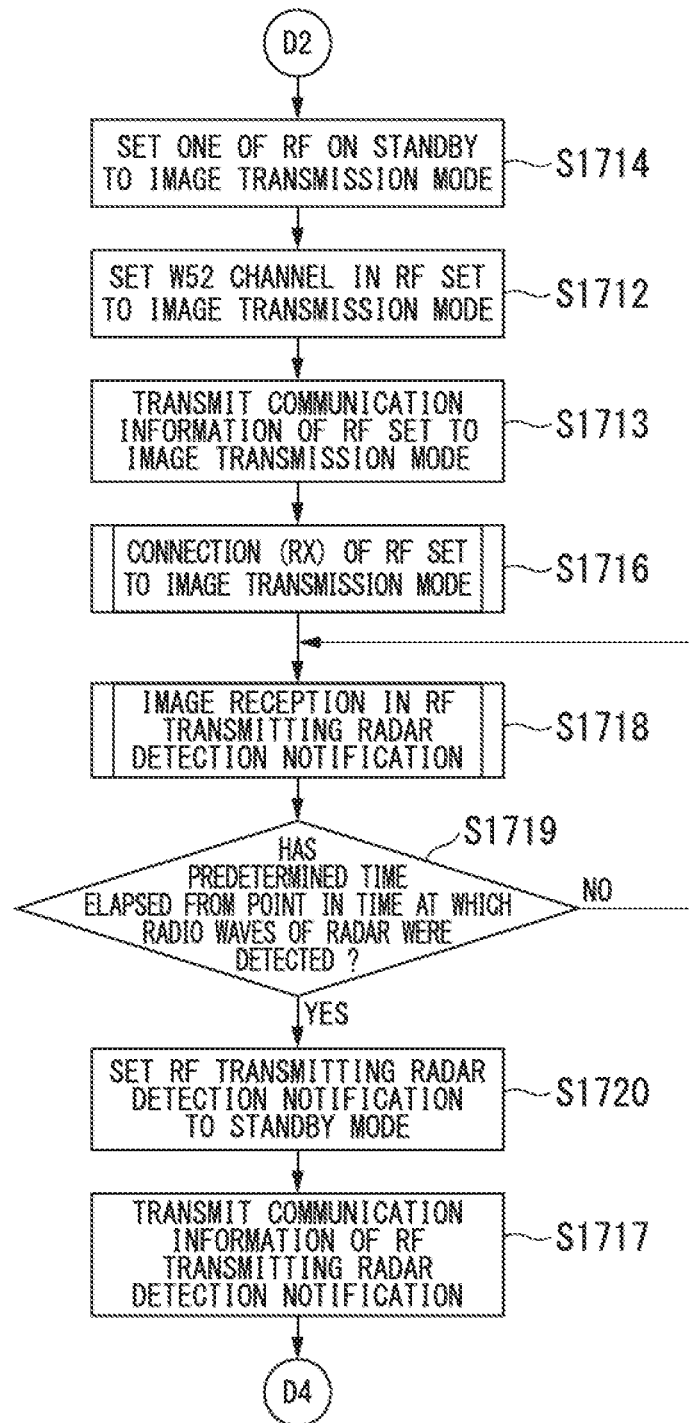 D2
SET ONE OF RF ON STANDBY
TO IMAGE TRANSMISSION MODE
S1714
SET W52 CHANNEL IN RF SET
TO IMAGE TRANSMISSION MODE
S1712
TRANSMIT COMMUNICATION
INFORMATION OF RF SET TO
IMAGE TRANSMISSION MODE
S1713
CONNECTION (RX) OF RF SET
TO IMAGE TRANSMISSION MODE
S1716
IMAGE RECEPTION IN RF
TRANSMITTING RADAR
DETECTION NOTIFICATION
S1718
S1719
HAS
PREDETERMINED TIME
ELAPSED FROM POINT IN TIME AT WHICH
RADIO WAVES OF RADAR WERE
DETECTED ?
NO
YES
SET RF TRANSMITTING RADAR
DETECTION NOTIFICATION
TO STANDBY MODE
S1720
TRANSMIT COMMUNICATION
INFORMATION OF RF
TRANSMITTING RADAR
DETECTION NOTIFICATION
S1717
D4